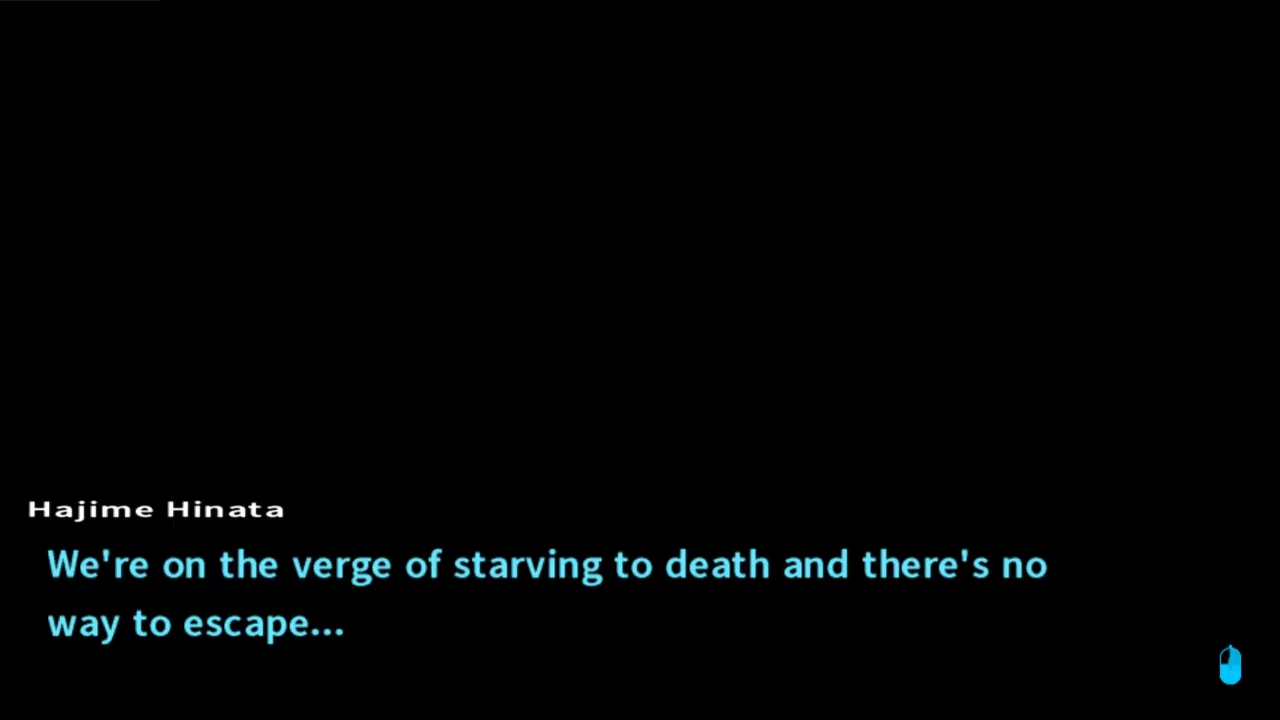 Hajime Hinata
We're on the verge of starving to death and there's no
way to escape...